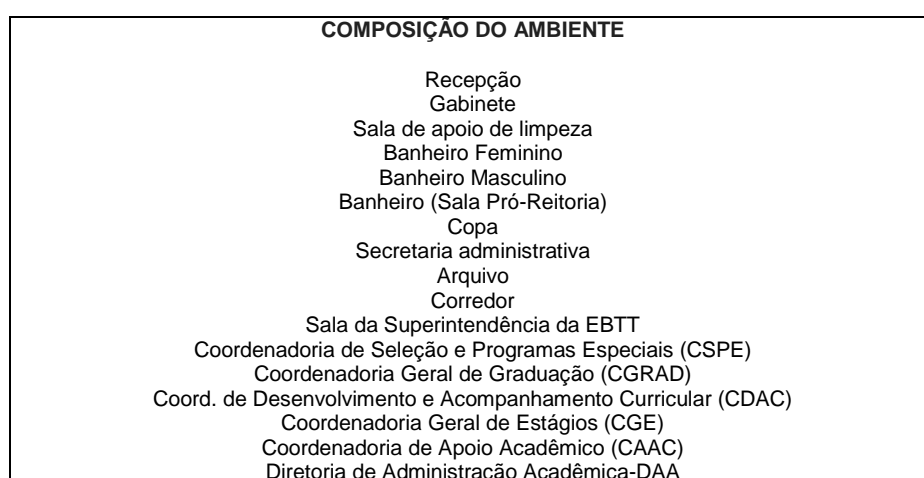 COMPOSIÇÃO DO AMBIENTE
Recepção
Gabinete
Sala de apoio de limpeza
Banheiro Feminino
Banheiro Masculino
Banheiro (Sala Pró-Reitoria)
Copa
Secretaria administrativa
Arquivo
Corredor
Sala da Superintendência da EBTT
Coordenadoria de Seleção e Programas Especiais (CSPE)
Coordenadoria Geral de Graduação (CGRAD)
Coord. de Desenvolvimento e Acompanhamento Curricular (CDAC)
Coordenadoria Geral de Estágios (CGE)
Coordenadoria de Apoio Acadêmico (CAAC)
Diretoria de Administração Acadêmica-DAA